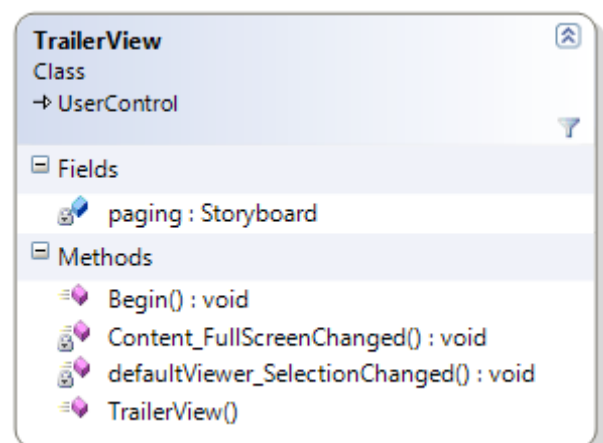 TrailerView
Class
UserControl
Fields
paging : Storyboard
Methods
Begin() : void
Content_FullScreenChanged() : void
defaultViewer_SelectionChanged() : void
TrailerView()